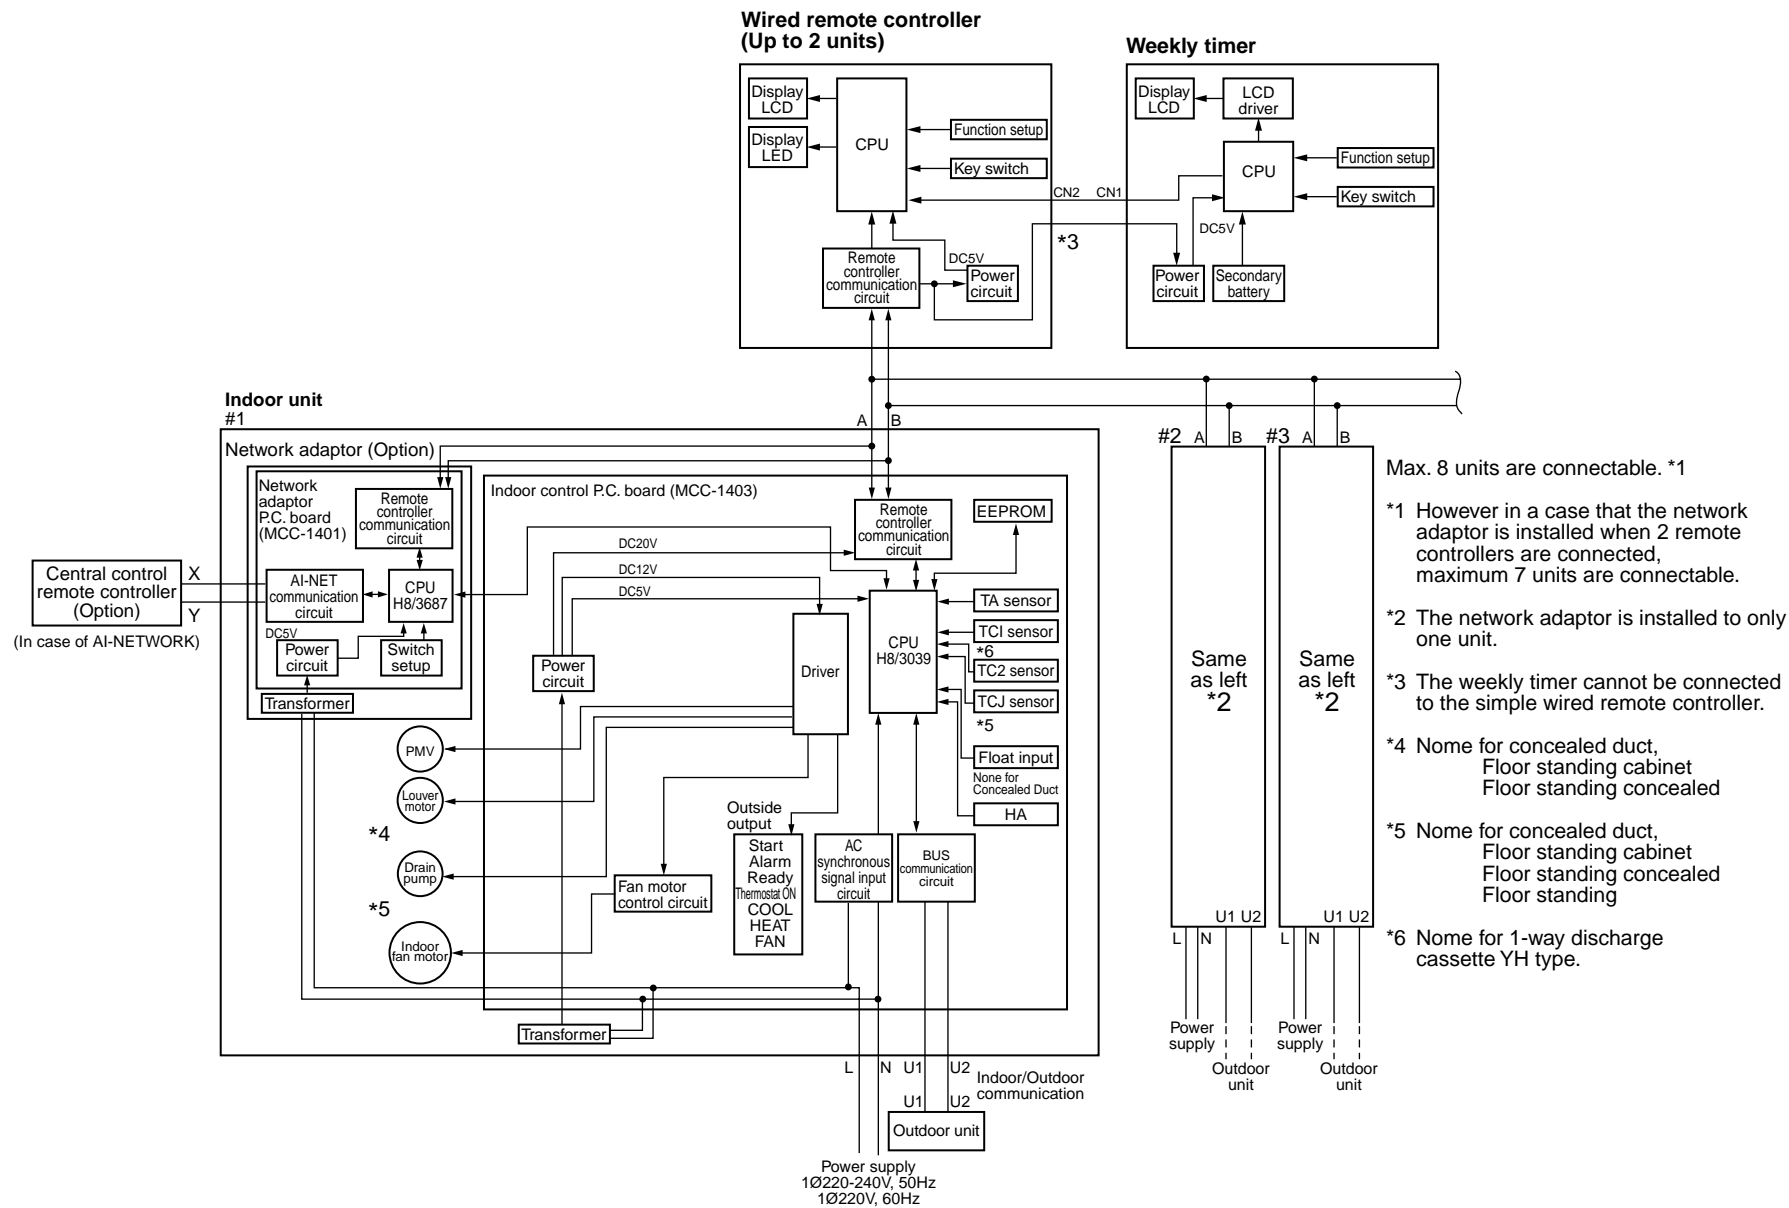 Wired remote controller
(Up to 2 units)
Display
LCD
Display
LED
CPU
Function setup
Key switch
Remote
controller
communication
circuit
DC5V
Power
circuit
CN2
CN1
*3
Weekly timer
Display
LCD
LCD
driver
CPU
Function setup
Key switch
DC5V
Power
circuit
Secondary
battery
Indoor unit
#1
A
B
Network adaptor (Option)
Network
adaptor
P.C. board
(MCC-1401)
Remote
controller
communication
circuit
AI-NET
communication
circuit
CPU
H8/3687
DC5V
Power
circuit
Switch
setup
Transformer
Central control
remote controller
(Option)
X
Y
(In case of AI-NETWORK)
Indoor control P.C. board (MCC-1403)
Remote
controller
communication
circuit
EEPROM
DC20V
DC12V
DC5V
Power
circuit
Driver
CPU
H8/3039
TA sensor
TCI sensor
*6
TC2 sensor
TCJ sensor
*5
Float input
None for
Concealed Duct
HA
PMV
Louver
motor
*4
Drain
pump
*5
Indoor
fan motor
Fan motor
control circuit
Outside
output
Start
Alarm
Ready
Thermostat ON
COOL
HEAT
FAN
AC
synchronous
signal input
circuit
BUS
communication
circuit
Transformer
L
N
U1
U2
Indoor/Outdoor
communication
U1
U2
Outdoor unit
Power supply
1Ø220-240V, 50Hz
1Ø220V, 60Hz
#2
A
B
Same
as left
*2
U1 U2
L
N
Power
supply
Outdoor
unit
#3
A
B
Same
as left
*2
U1 U2
L
N
Power
supply
Outdoor
unit
Max. 8 units are connectable. *1
*1 However in a case that the network
adaptor is installed when 2 remote
controllers are connected,
maximum 7 units are connectable.
*2 The network adaptor is installed to only
one unit.
*3 The weekly timer cannot be connected
to the simple wired remote controller.
*4 Nome for concealed duct,
Floor standing cabinet
Floor standing concealed
*5 Nome for concealed duct,
Floor standing cabinet
Floor standing concealed
Floor standing
*6 Nome for 1-way discharge
cassette YH type.